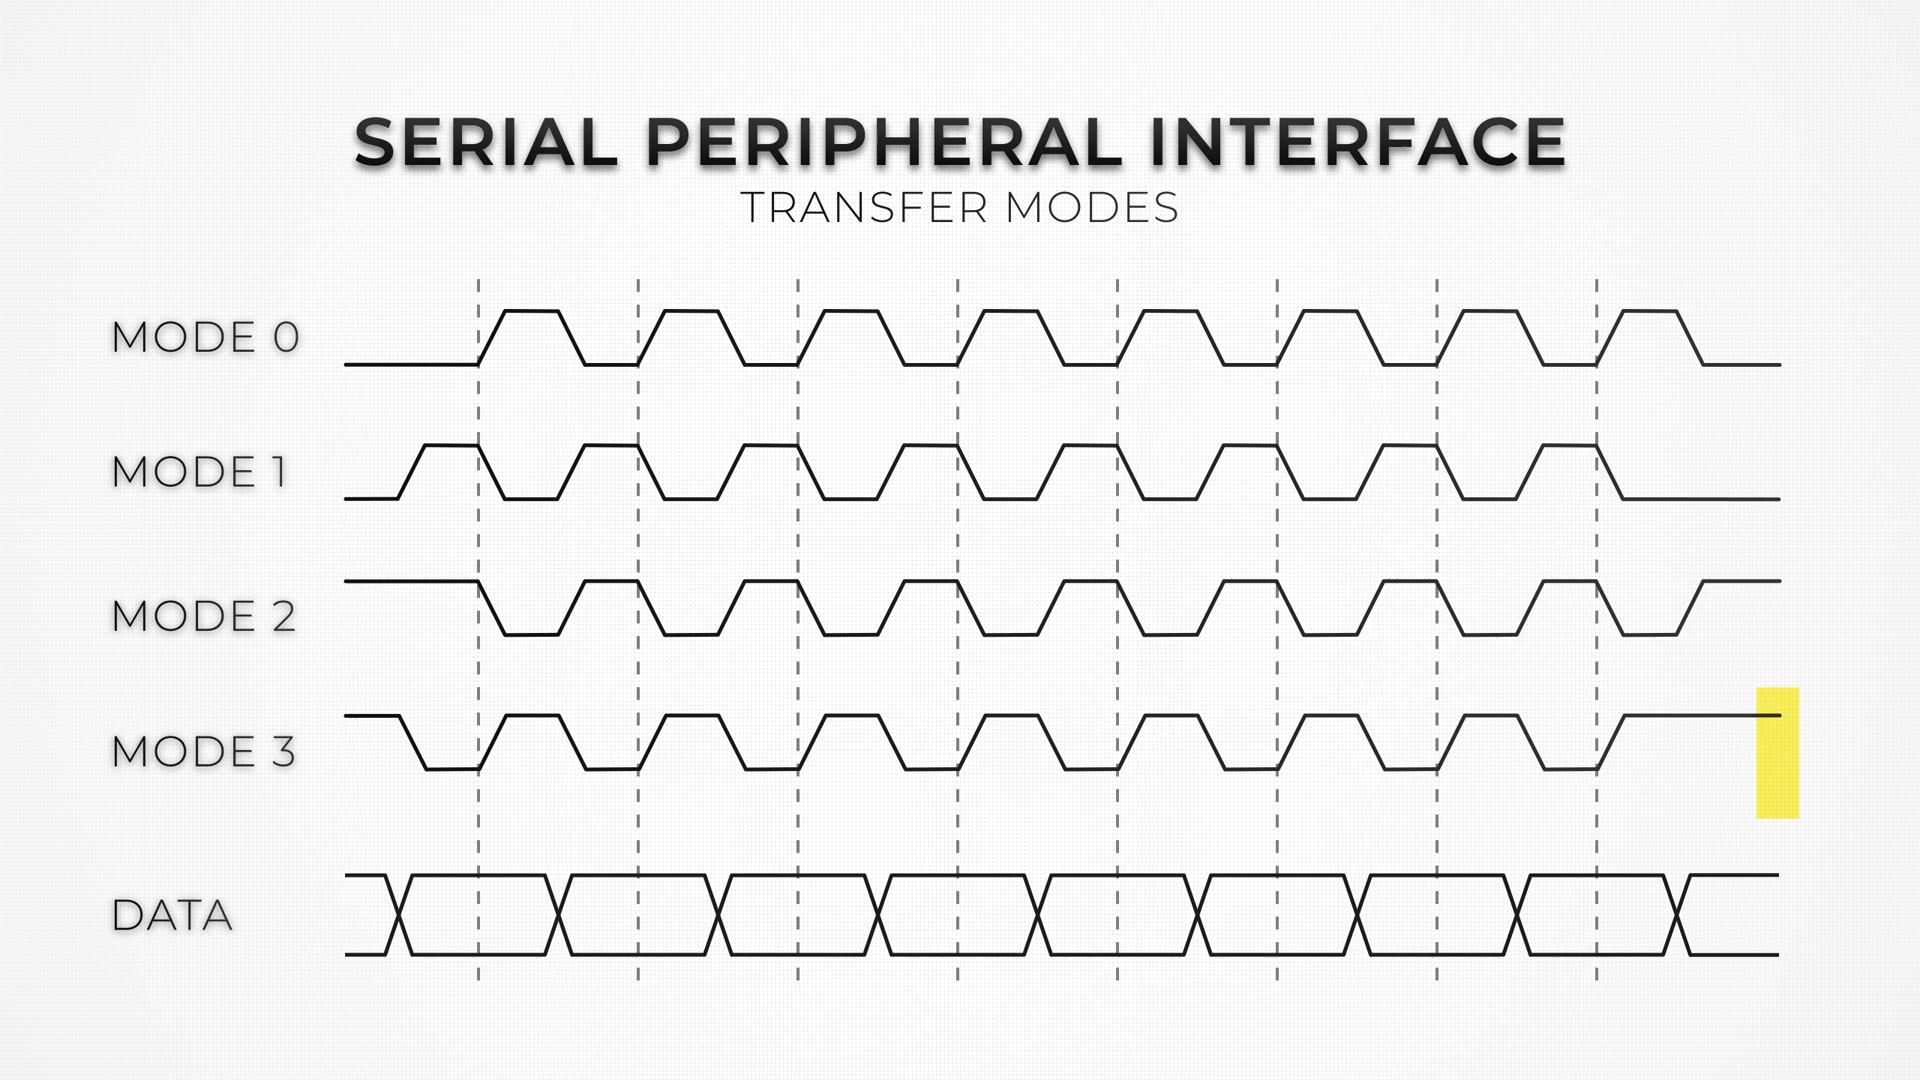 SERIAL PERIPHERAL INTERFACE
TRANSFER MODES
MODE 0
MODE 1
MODE 2
MODE 3
DATA